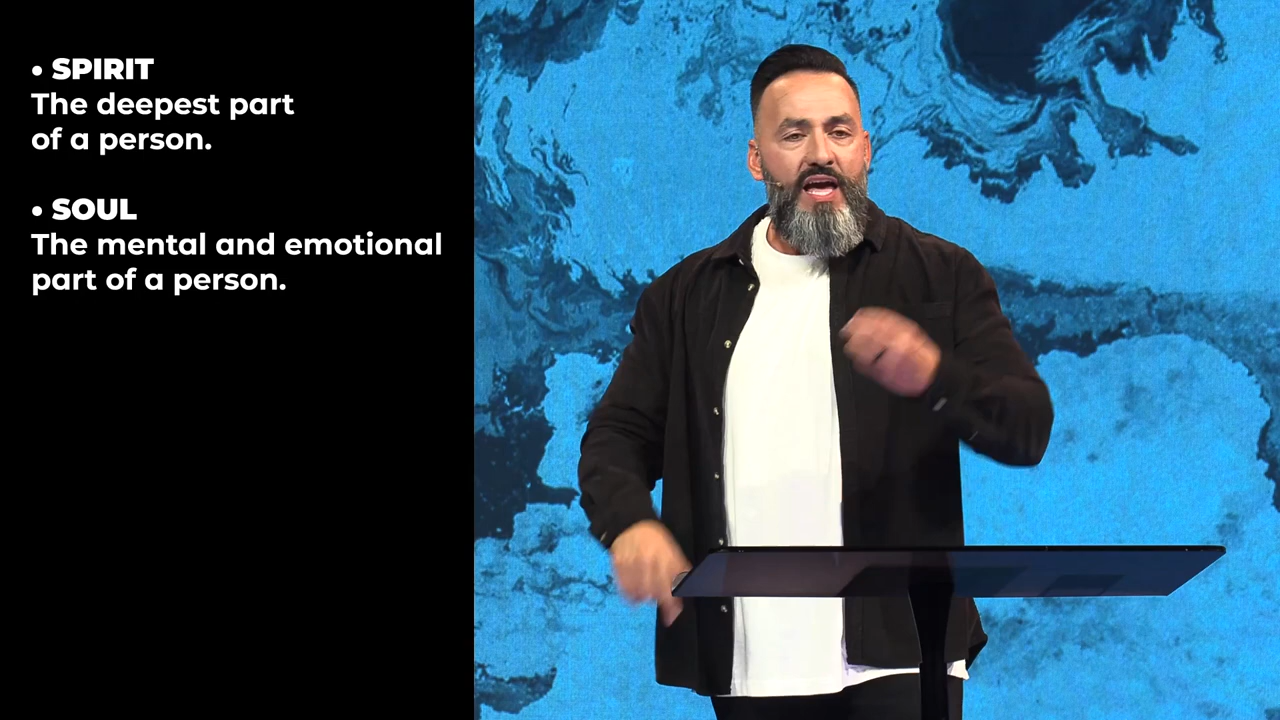 • SPIRIT
The deepest part
of a person.
• SOUL
The mental and emotional
part of a person.